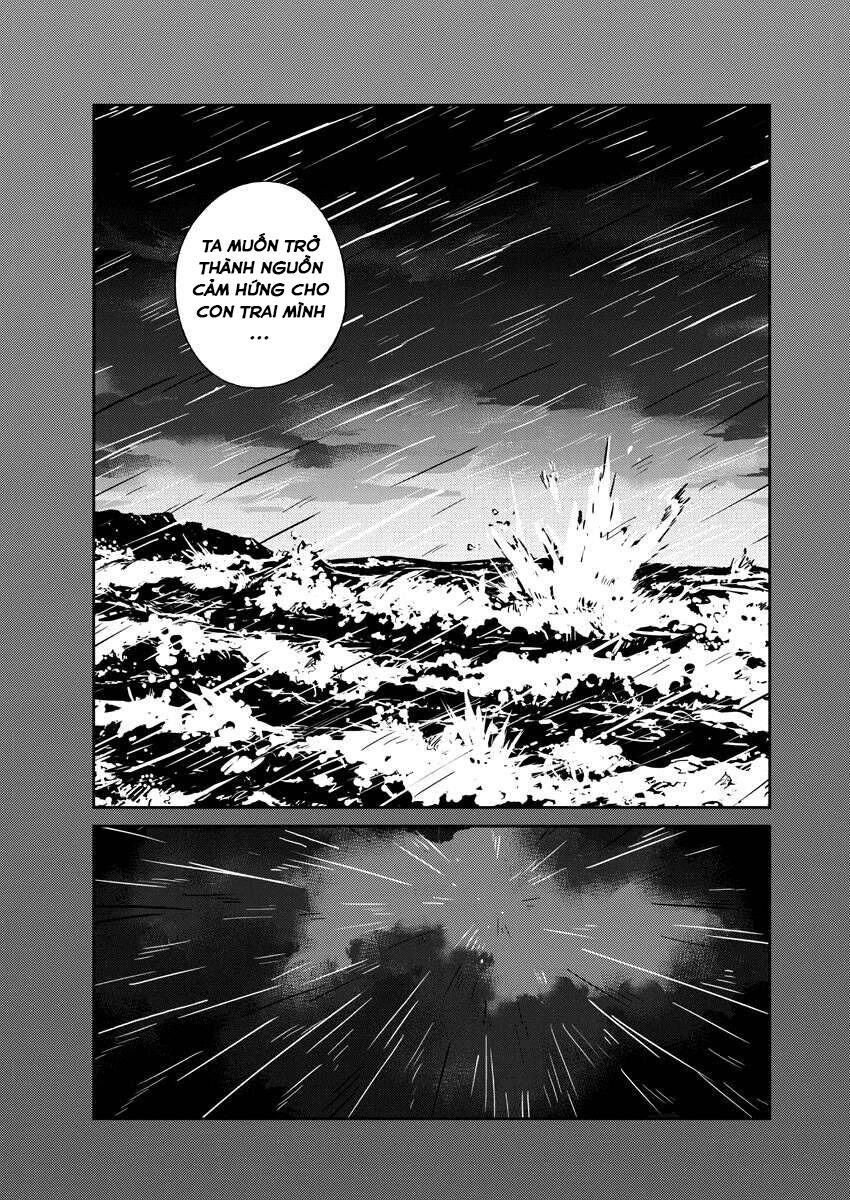 TA MUỐN TRỞ
THÀNH NGUỒN
CẢM HỨNG CHO
CON TRAI MÌNH
...